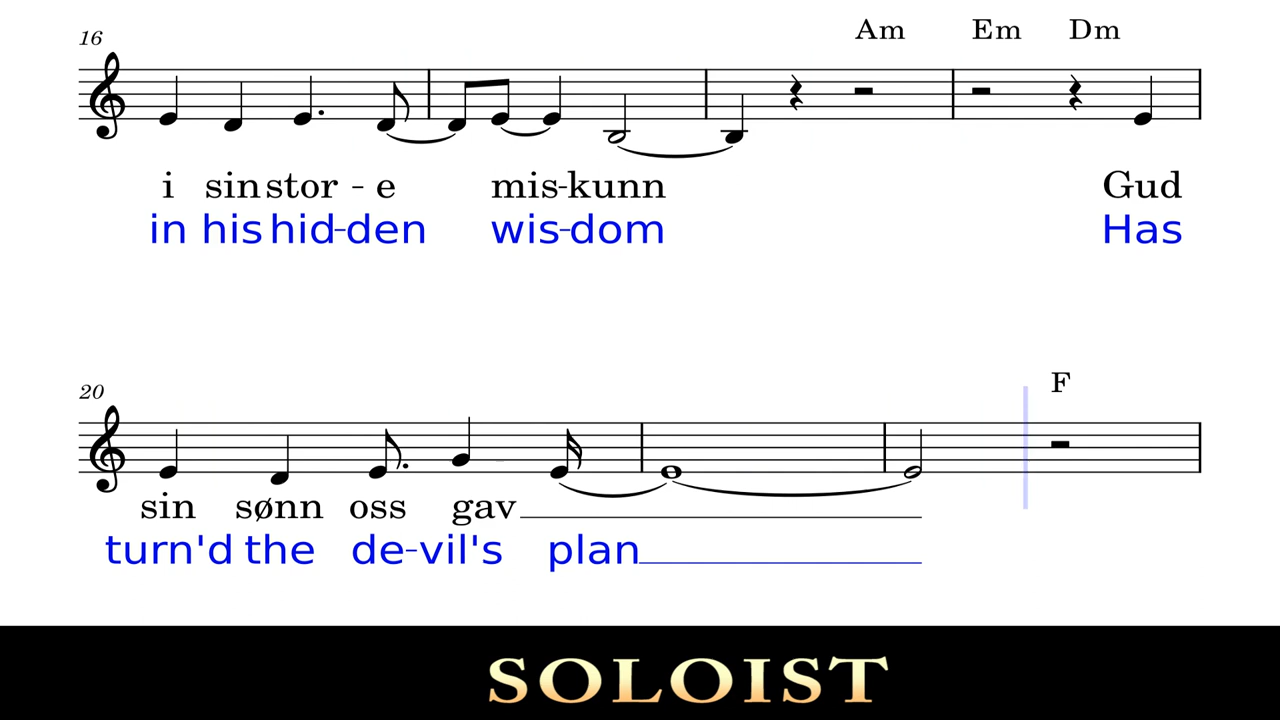 16 Am Em Dm
i sin stor - e mis-kunn Gud
in his hid-den wis-dom Has
20 F
sin sønn oss gav
turn'd the de-vil's plan
SOLOIST